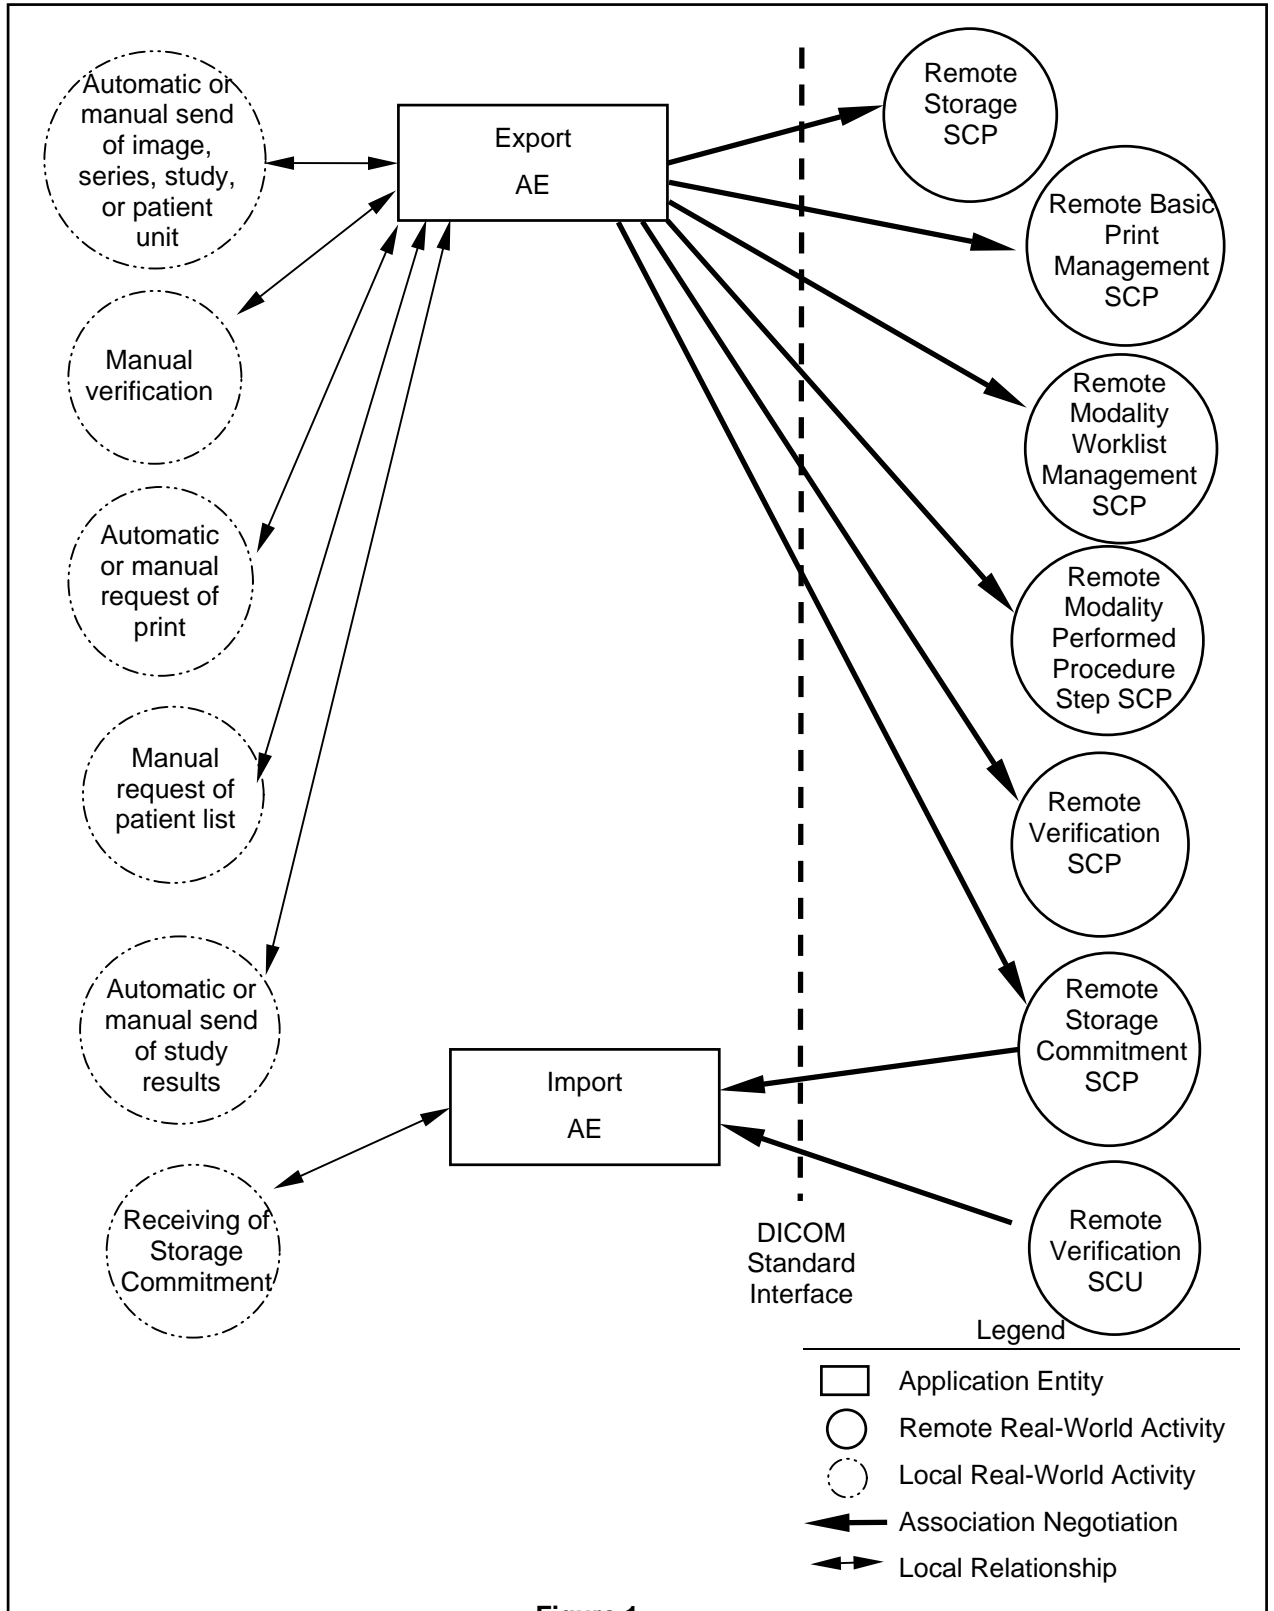 Automatic or
manual send
of image,
series, study,
or patient
unit
Manual
verification
Automatic
or manual
request of
print
Manual
request of
patient list
Automatic or
manual send
of study
results
Receiving of
Storage
Commitment
Export
AE
Import
AE
Remote
Storage
SCP
Remote Basic
Print
Management
SCP
Remote
Modality
Worklist
Management
SCP
Remote
Modality
Performed
Procedure
Step SCP
Remote
Verification
SCP
Remote
Storage
Commitment
SCP
Remote
Verification
SCU
DICOM
Standard
Interface
Legend
Application Entity
Remote Real-World Activity
Local Real-World Activity
Association Negotiation
Local Relationship
Figure 1